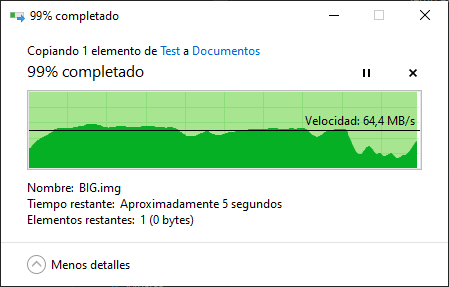 99% completado
Copiando 1 elemento de Test a Documentos
99% completado
Velocidad: 64,4 MB/s
Nombre: BIG.img
Tiempo restante: Aproximadamente 5 segundos
Elementos restantes: 1 (0 bytes)
Menos detalles